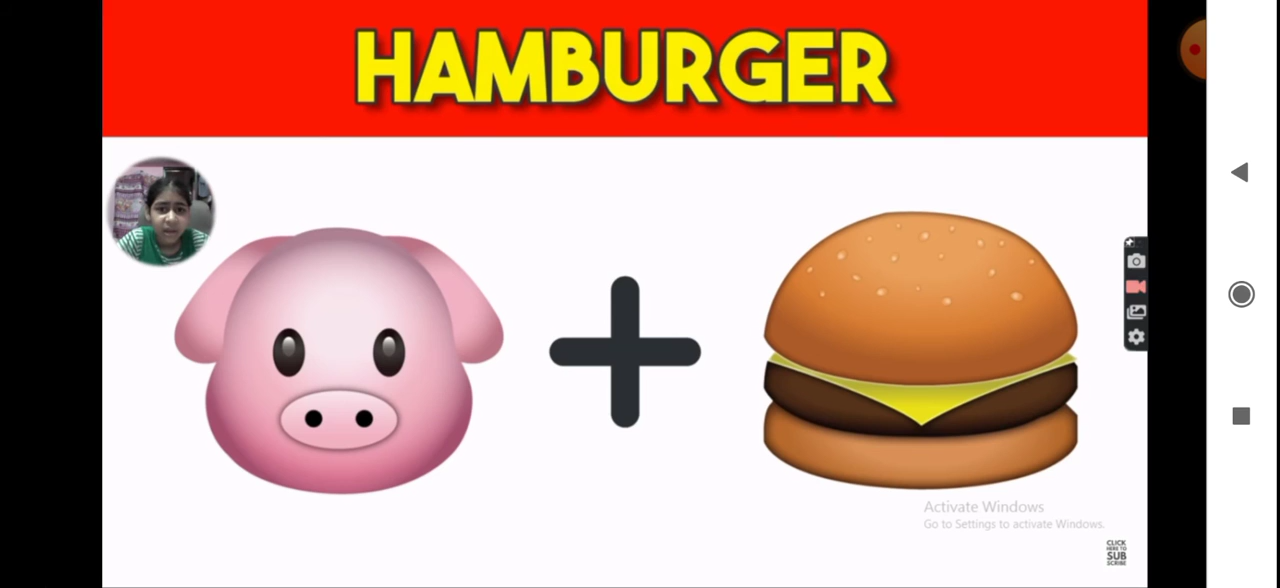 HAMBURGER
Activate Windows
Go to Settings to activate Windows.
CLICK
HERE TO
SUB
SCRIBE